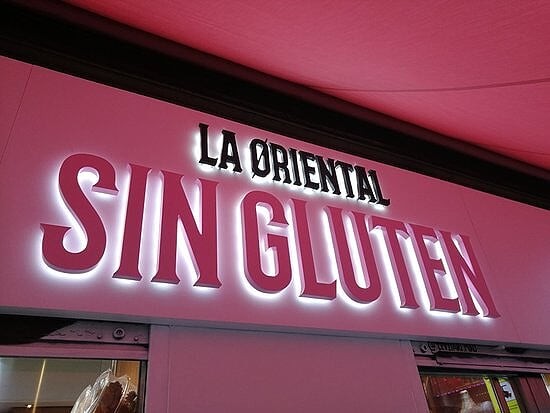 LA ØRIENTAL
SIN GLUTEN